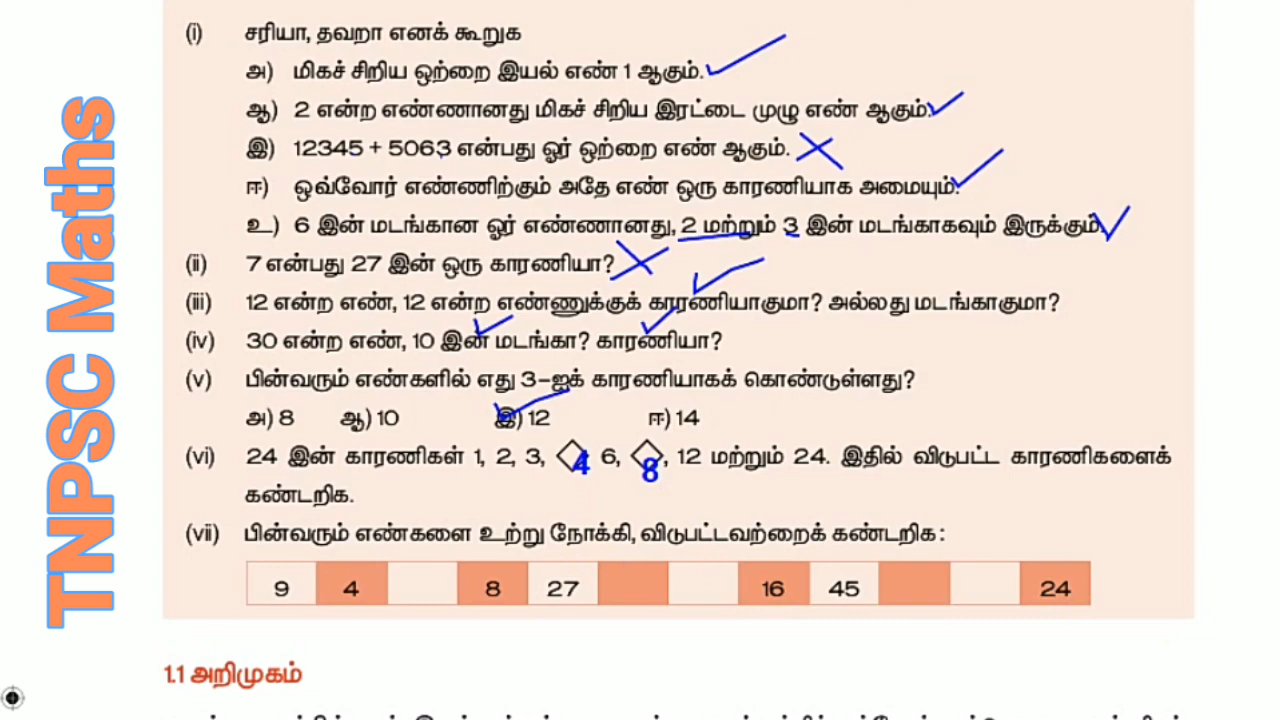 TNPSC Maths
(i) சரியா, தவறா எனக் கூறுக
அ) மிகச் சிறிய ஒற்றை இயல் எண் 1 ஆகும்.
ஆ) 2 என்ற எண்ணானது மிகச் சிறிய இரட்டை முழு எண் ஆகும்.
இ) 12345 + 5063 என்பது ஓர் ஒற்றை எண் ஆகும்.
ஈ) ஒவ்வோர் எண்ணிற்கும் அதே எண் ஒரு காரணியாக அமையும்.
உ) 6 இன் மடங்கான ஓர் எண்ணானது, 2 மற்றும் 3 இன் மடங்காகவும் இருக்கும்.
(ii) 7 என்பது 27 இன் ஒரு காரணியா?
(iii) 12 என்ற எண், 12 என்ற எண்ணுக்குக் காரணியாகுமா? அல்லது மடங்காகுமா?
(iv) 30 என்ற எண், 10 இன் மடங்கா? காரணியா?
(v) பின்வரும் எண்களில் எது 3-ஐக் காரணியாகக் கொண்டுள்ளது?
அ) 8 ஆ) 10 இ) 12 ஈ) 14
(vi) 24 இன் காரணிகள் 1, 2, 3, 4 6, 8, 12 மற்றும் 24. இதில் விடுபட்ட காரணிகளைக்
கண்டறிக.
(vii) பின்வரும் எண்களை உற்று நோக்கி, விடுபட்டவற்றைக் கண்டறிக:
9 4 8 27 16 45 24
1.1 அறிமுகம்